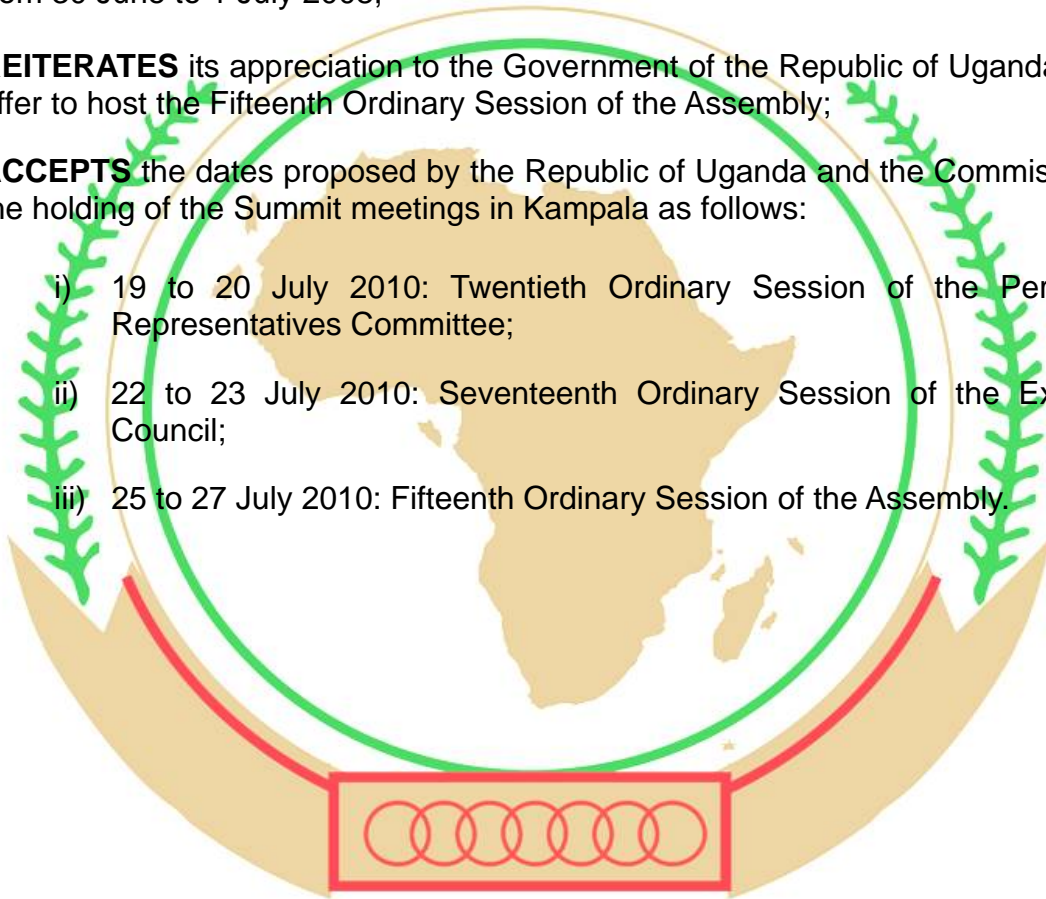 EITERATES its appreciation to the Government of the Republic of Uganda
ffer to host the Fifteenth Ordinary Session of the Assembly;
CCEPTS the dates proposed by the Republic of Uganda and the Commis
he holding of the Summit meetings in Kampala as follows:
i) 19 to 20 July 2010: Twentieth Ordinary Session of the Per
Representatives Committee;
ii) 22 to 23 July 2010: Seventeenth Ordinary Session of the Ex
Council;
iii) 25 to 27 July 2010: Fifteenth Ordinary Session of the Assembly.